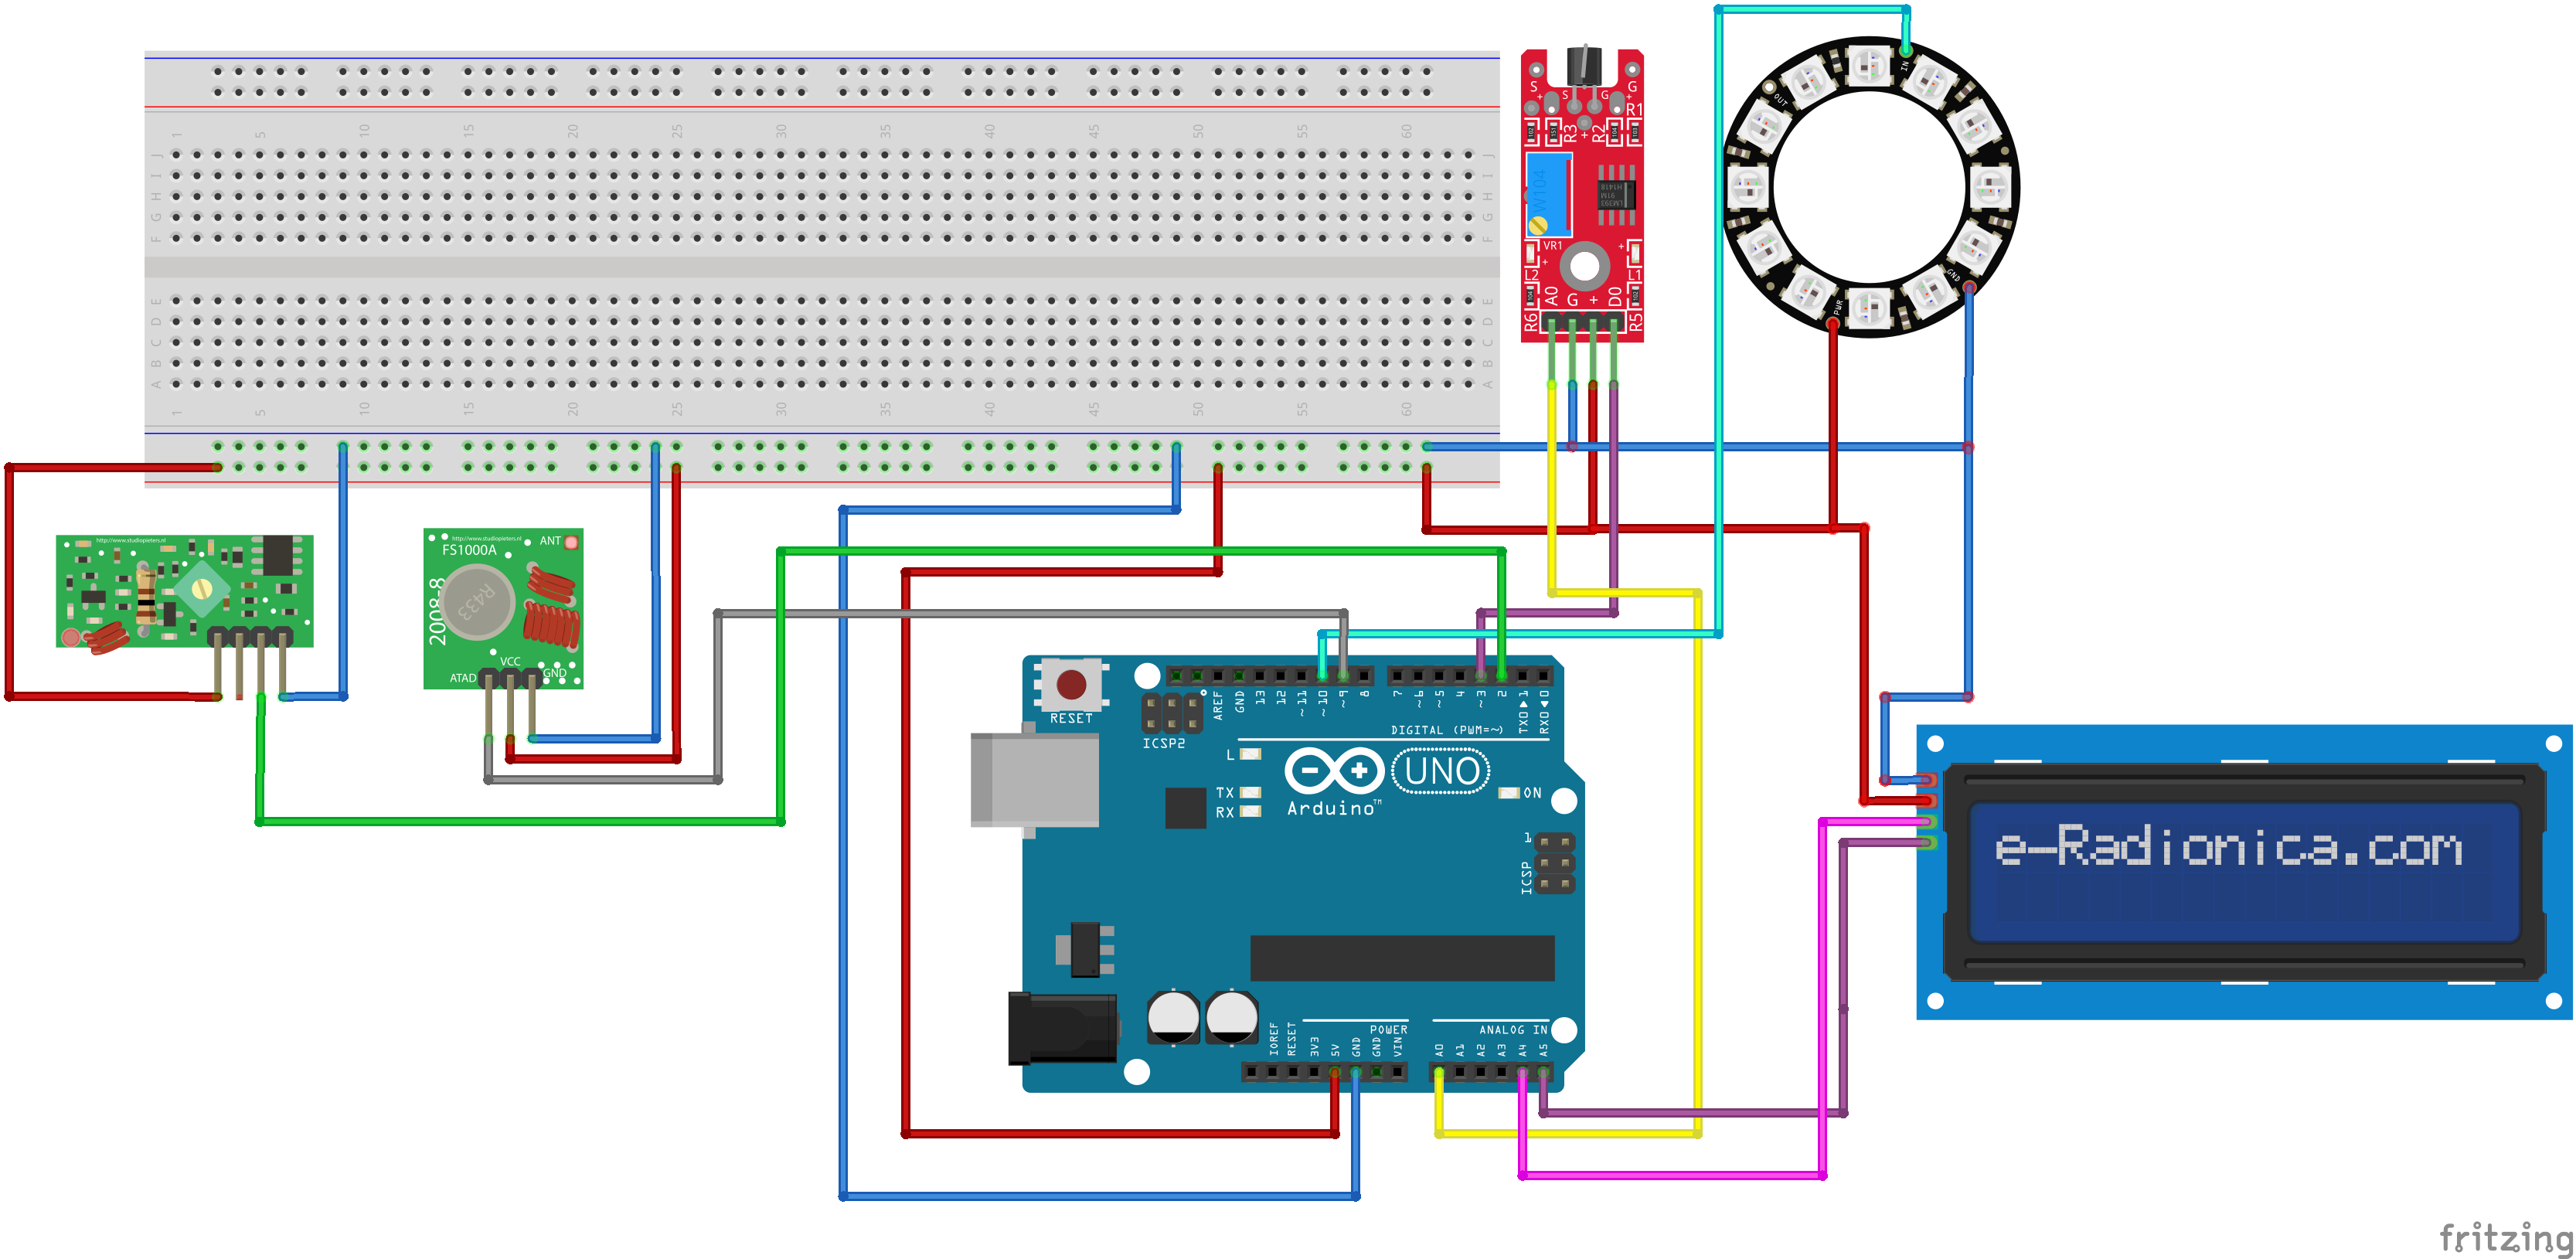 1 5 10 15 20 25 30 35 40 45 50 55 60
J J
I I
H H
G G
F F
E E
D D
C C
B B
A A
1 5 10 15 20 25 30 35 40 45 50 55 60
S S G G
+ +
R1
R3 + R2
W104
LM393
VR1
+ +
L2 L1
A0 G + D0
R6 R5
IN
OUT
GND
PWR
http://www.studiopieters.nl
http://www.studiopieters.nl
FS1000A
ANT
2008-8
R433
VCC
ATAD
GND
RESET
ICSP2
AREF
GND
13
12
~11
~10
~9
8
7
~6
~5
4
~3
2
TX0▶1
RX0◀0
DIGITAL (PWM=~)
L
TX
RX
UNO
Arduino™
ON
1
ICSP
IOREF
RESET
3V3
5V
GND
GND
VIN
POWER
ANALOG IN
A0
A1
A2
A3
A4
A5
e-Radionica.com
fritzing